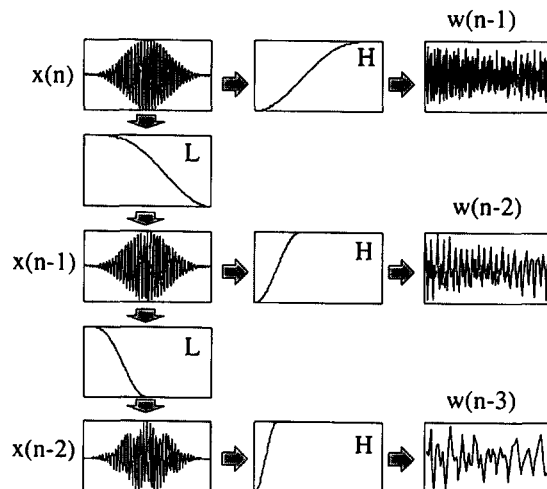 w(n-1)
x(n)
H
L
w(n-2)
x(n-1)
H
L
w(n-3)
x(n-2)
H